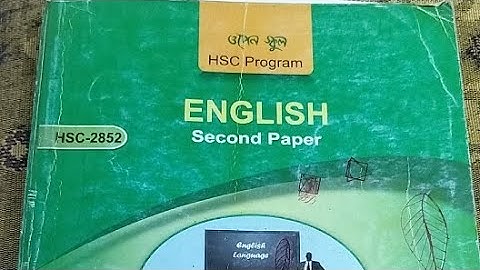 ওপেন স্কুল
HSC Program
ENGLISH
Second Paper
HSC-2852
English
Language